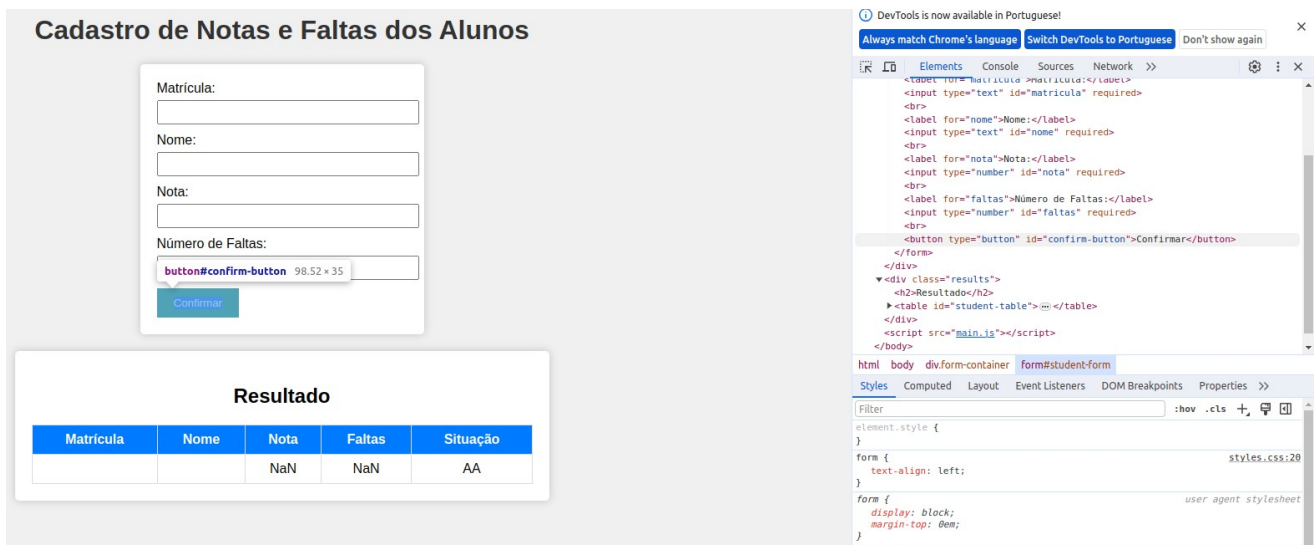 Cadastro de Notas e Faltas dos Alunos
Matrícula:
Nome:
Nota:
Número de Faltas:
button#confirm-button 98.52 × 35
Confirmar
Resultado
Matrícula Nome Nota Faltas Situação
NaN NaN AA
DevTools is now available in Portuguese!
Always match Chrome's language Switch DevTools to Portuguese Don't show again
Elements Console Sources Network
<label for="matricula">Matrícula:</label>
<input type="text" id="matricula" required>
<br>
<label for="nome">Nome:</label>
<input type="text" id="nome" required>
<br>
<label for="nota">Nota:</label>
<input type="number" id="nota" required>
<br>
<label for="faltas">Número de Faltas:</label>
<input type="number" id="faltas" required>
<br>
<button type="button" id="confirm-button">Confirmar</button>
</form>
</div>
▼<div class="results">
<h2>Resultado</h2>
▶<table id="student-table">…</table>
</div>
<script src="main.js"></script>
</body>
html body div.form-container form#student-form
Styles Computed Layout Event Listeners DOM Breakpoints Properties
Filter :hov .cls
element.style {
}
form { styles.css:20
text-align: left;
}
form { user agent stylesheet
display: block;
margin-top: 0em;
}